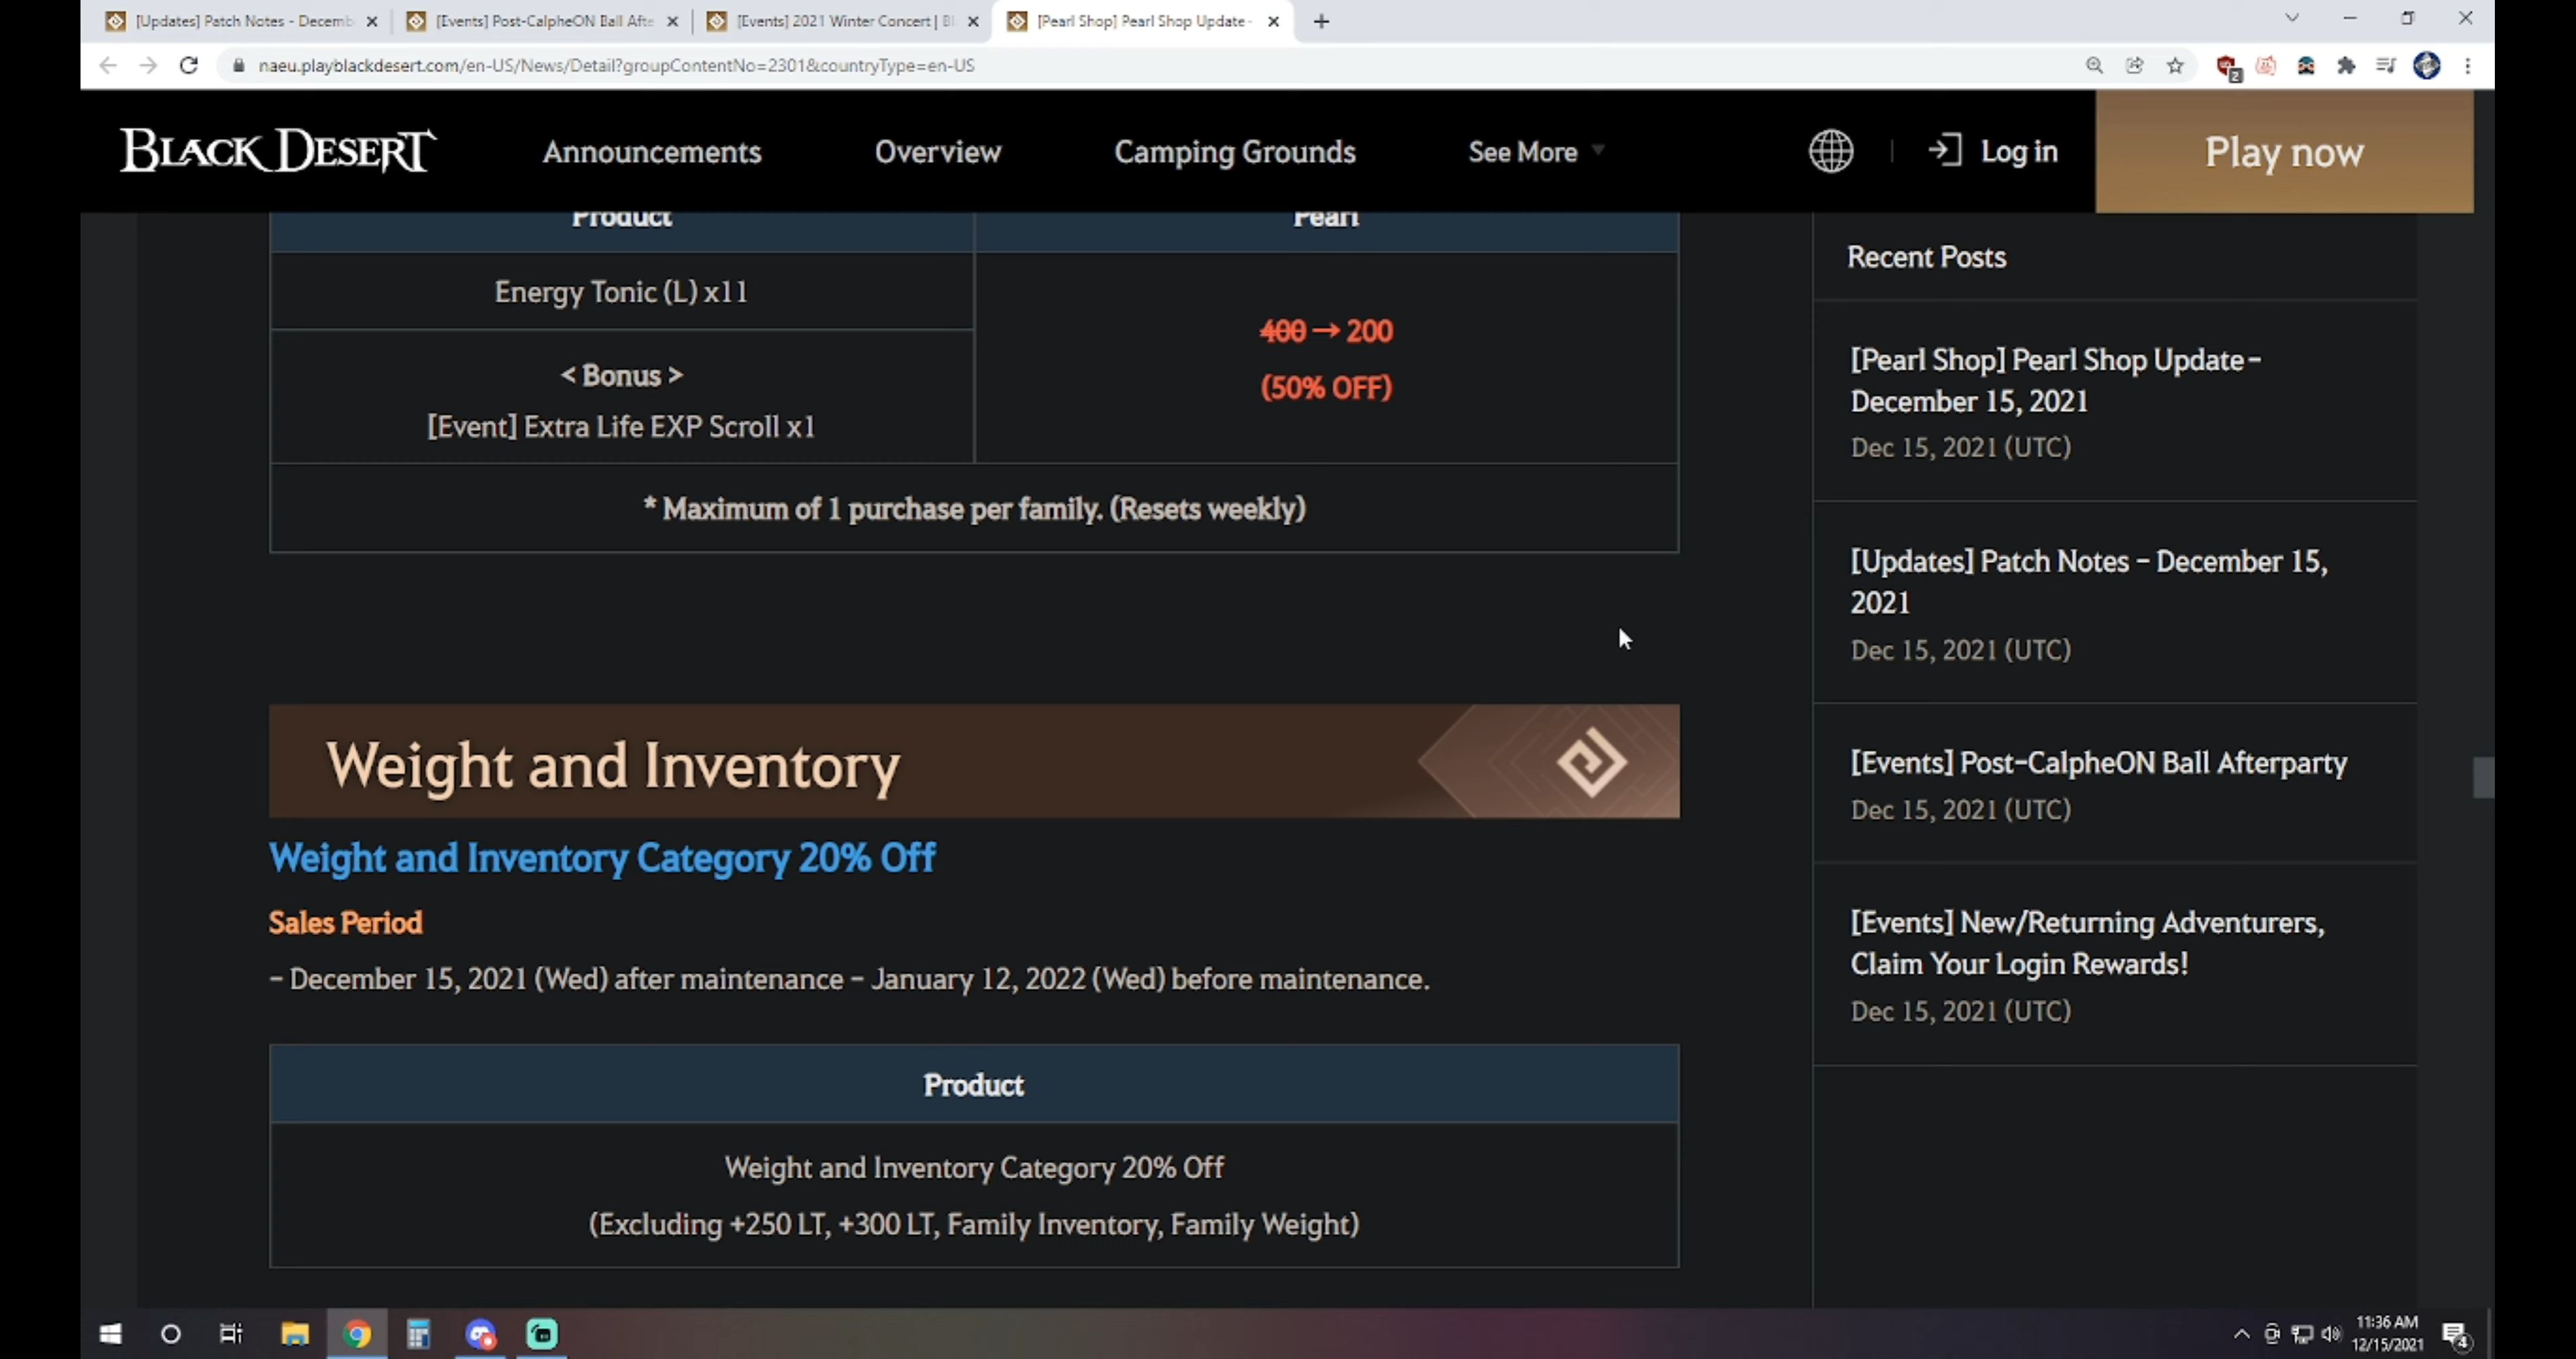 [Updates] Patch Notes - Decemb
[Events] Post-CalpheON Ball Afte
[Events] 2021 Winter Concert | Bl
[Pearl Shop] Pearl Shop Update -
naeu.playblackdesert.com/en-US/News/Detail?groupContentNo=2301&countryType=en-US
2
BLACK DESERT
Announcements
Overview
Camping Grounds
See More
Log in
Play now
Product
Pearl
Energy Tonic (L) x11
< Bonus >
[Event] Extra Life EXP Scroll x1
400 → 200
(50% OFF)
* Maximum of 1 purchase per family. (Resets weekly)
Weight and Inventory
Weight and Inventory Category 20% Off
Sales Period
- December 15, 2021 (Wed) after maintenance - January 12, 2022 (Wed) before maintenance.
Product
Weight and Inventory Category 20% Off
(Excluding +250 LT, +300 LT, Family Inventory, Family Weight)
Recent Posts
[Pearl Shop] Pearl Shop Update -
December 15, 2021
Dec 15, 2021 (UTC)
[Updates] Patch Notes - December 15,
2021
Dec 15, 2021 (UTC)
[Events] Post-CalpheON Ball Afterparty
Dec 15, 2021 (UTC)
[Events] New/Returning Adventurers,
Claim Your Login Rewards!
Dec 15, 2021 (UTC)
11:36 AM
12/15/2021
4